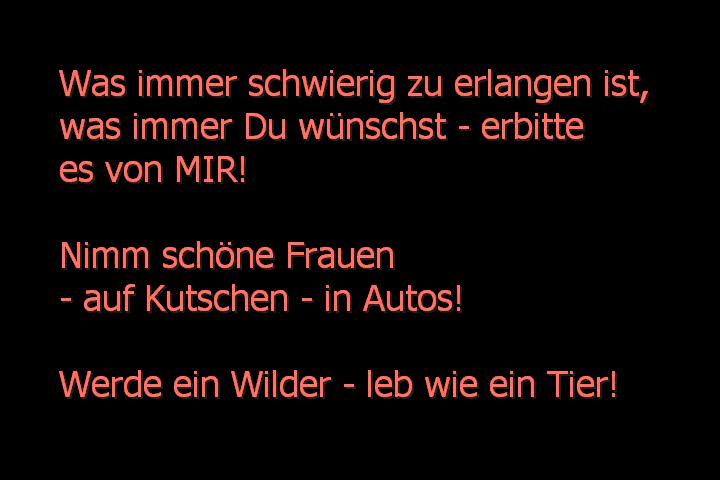 Was immer schwierig zu erlangen ist,
was immer Du wünschst - erbitte
es von MIR!
Nimm schöne Frauen
- auf Kutschen - in Autos!
Werde ein Wilder - leb wie ein Tier!